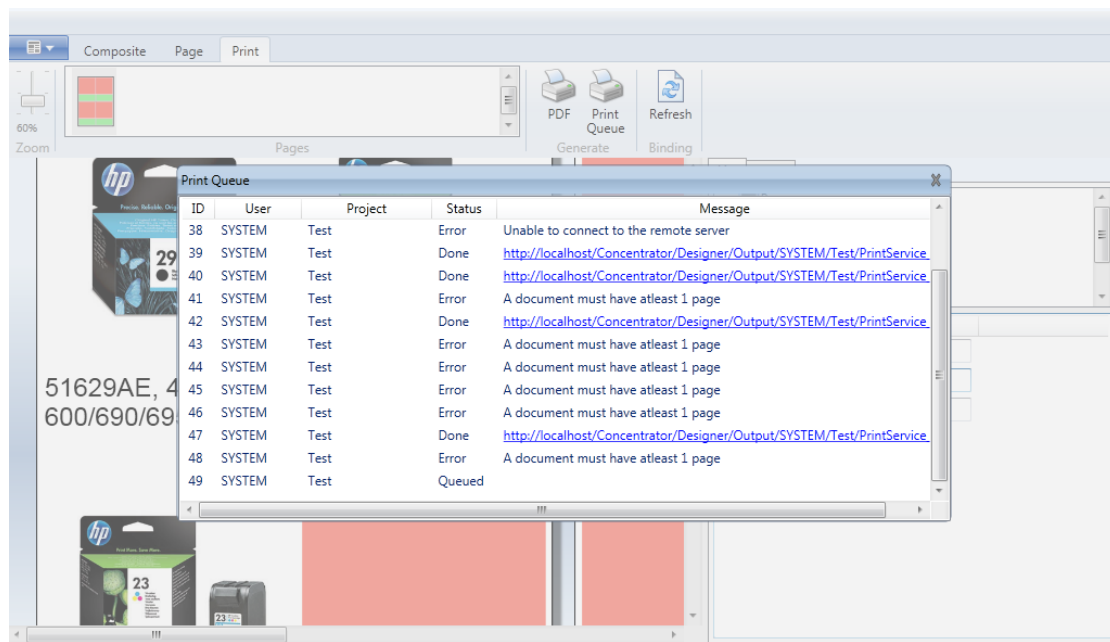 Composite Page Print
60%
Zoom
Pages
PDF
Print
Queue
Generate
Refresh
Binding
hp
29
51629AE, 4
600/690/69
Print Queue
ID User Project Status Message
38 SYSTEM Test Error Unable to connect to the remote server
39 SYSTEM Test Done http://localhost/Concentrator/Designer/Output/SYSTEM/Test/PrintService_
40 SYSTEM Test Done http://localhost/Concentrator/Designer/Output/SYSTEM/Test/PrintService_
41 SYSTEM Test Error A document must have atleast 1 page
42 SYSTEM Test Done http://localhost/Concentrator/Designer/Output/SYSTEM/Test/PrintService_
43 SYSTEM Test Error A document must have atleast 1 page
44 SYSTEM Test Error A document must have atleast 1 page
45 SYSTEM Test Error A document must have atleast 1 page
46 SYSTEM Test Error A document must have atleast 1 page
47 SYSTEM Test Done http://localhost/Concentrator/Designer/Output/SYSTEM/Test/PrintService_
48 SYSTEM Test Error A document must have atleast 1 page
49 SYSTEM Test Queued
hp
23
23